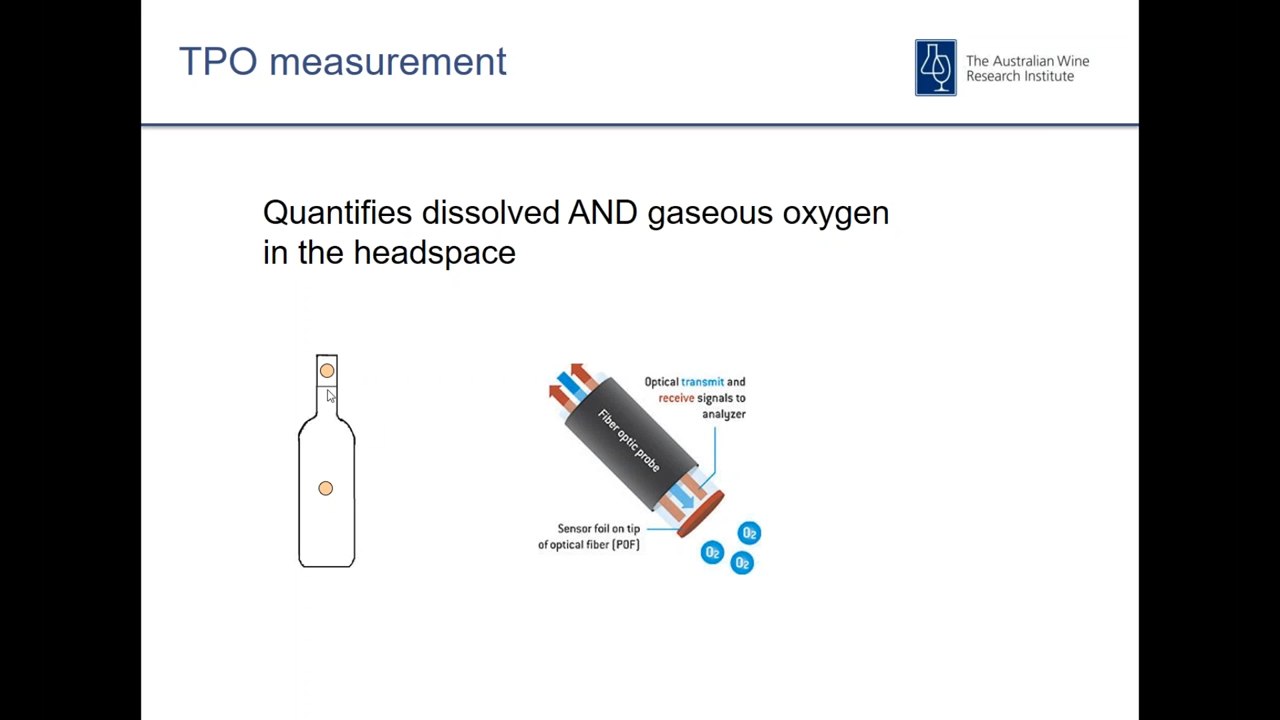 TPO measurement
The Australian Wine
Research Institute
Quantifies dissolved AND gaseous oxygen
in the headspace
Optical transmit and
receive signals to
analyzer
Fiber optic probe
Sensor foil on tip
of optical fiber (POF)
O₂
O₂
O₂